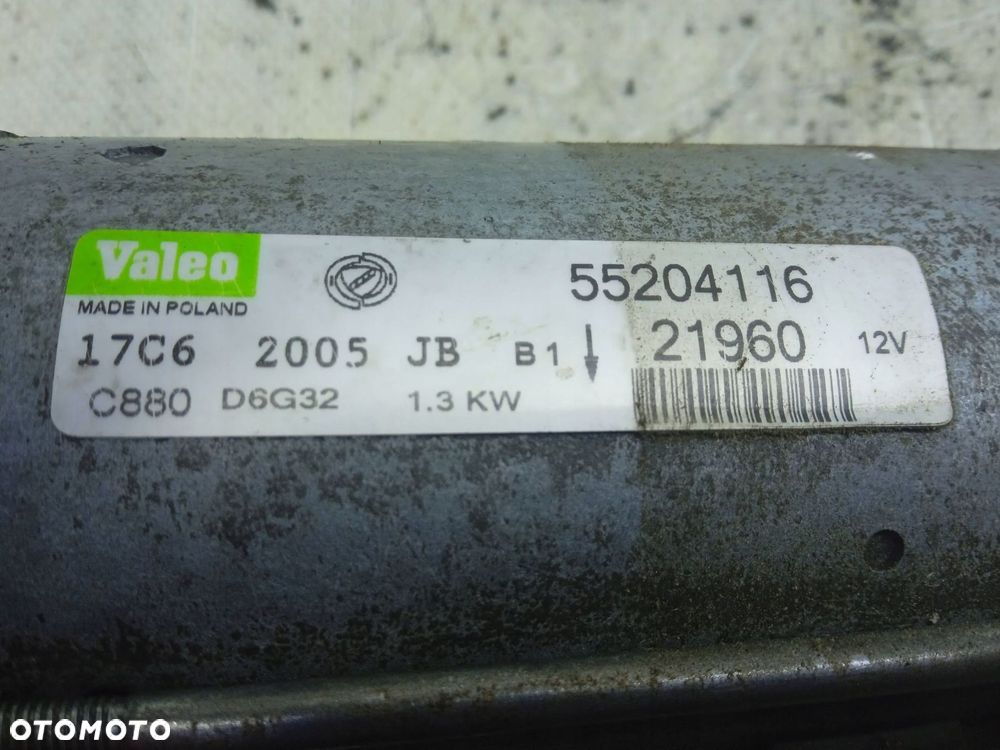 Valeo
MADE IN POLAND
55204116
17C6 2005 JB B1 21960 12V
C880 D6G32 1.3 KW
OTOMOTO